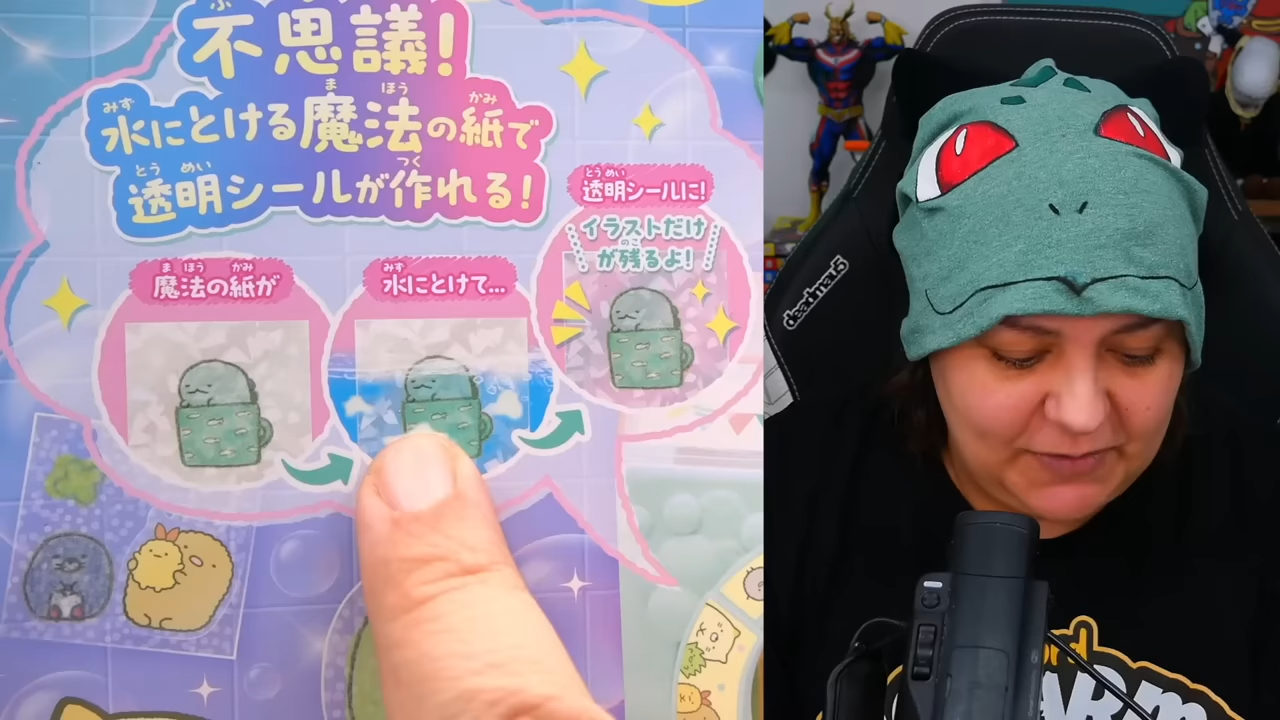 不思議!
水にとける魔法の紙で
透明シールが作れる!
魔法の紙が
水にとけて…
透明シールに!
イラストだけ
が残るよ!
deadmau5